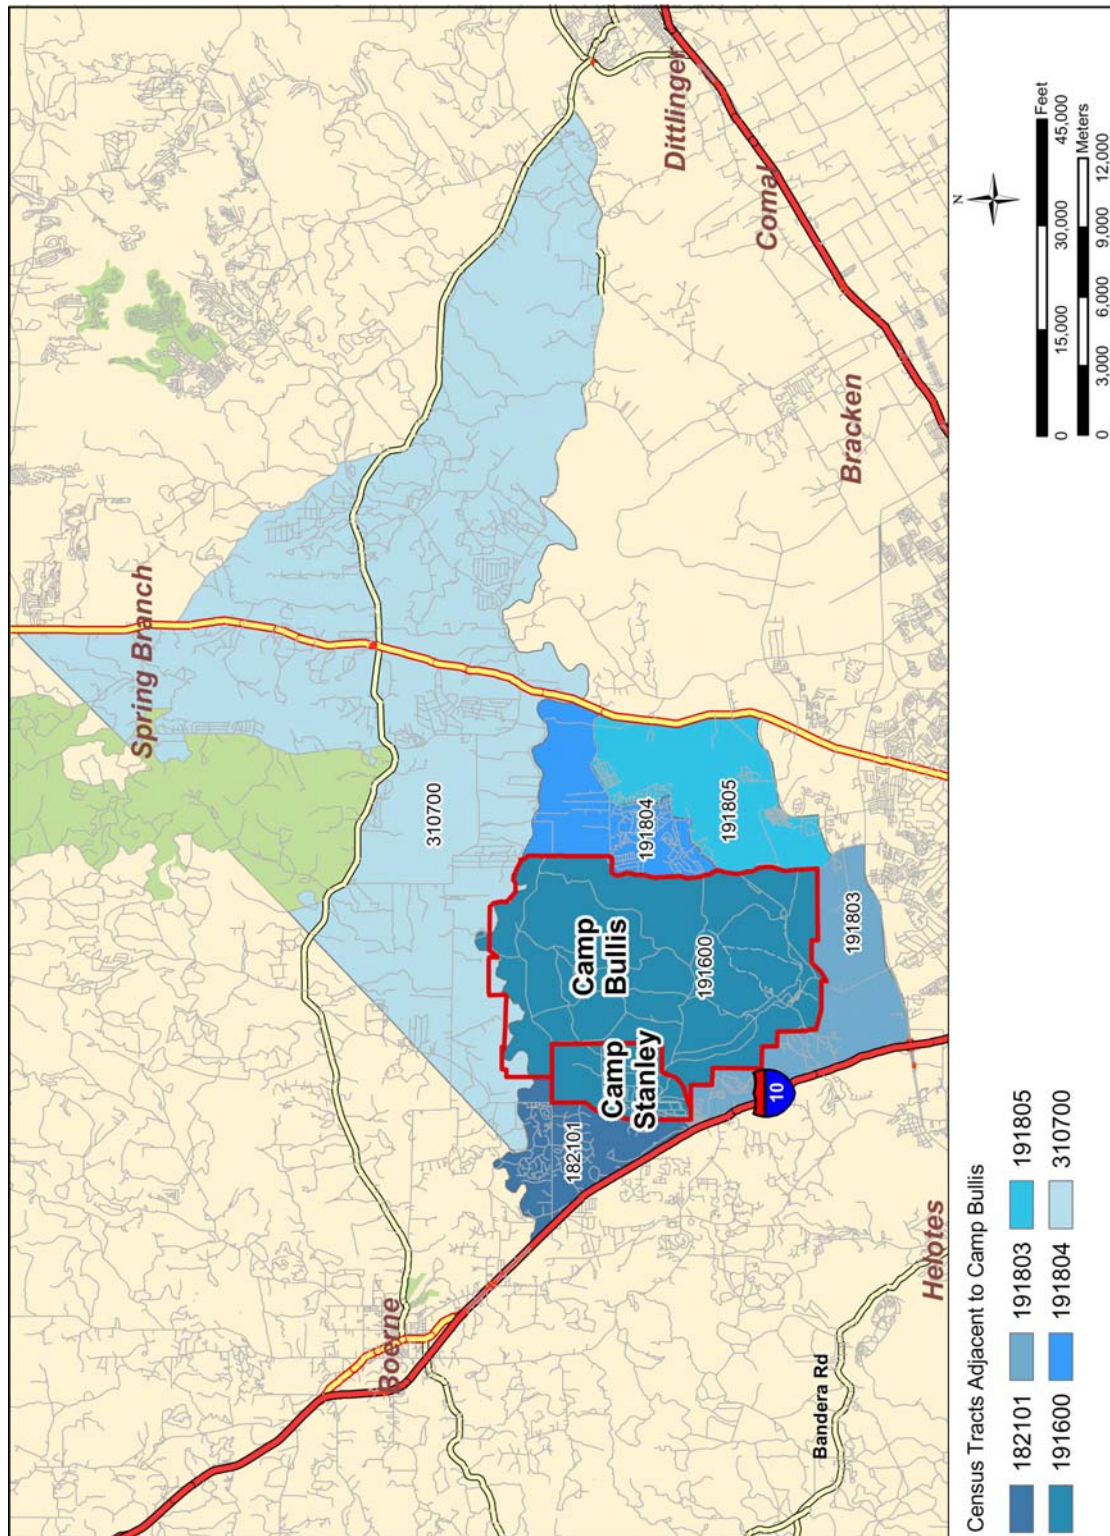 Spring Branch
310700
Boerne
Dittlinger
Comal
Bracken
191804
191805
Camp
Bullis
191600
191803
Camp
Stanley
182101
10
Helotes
Bandera Rd
N
0 15,000 30,000 45,000
Feet
0 3,000 6,000 9,000 12,000
Meters
Census Tracts Adjacent to Camp Bullis
182101 191803 191805
191600 191804 310700